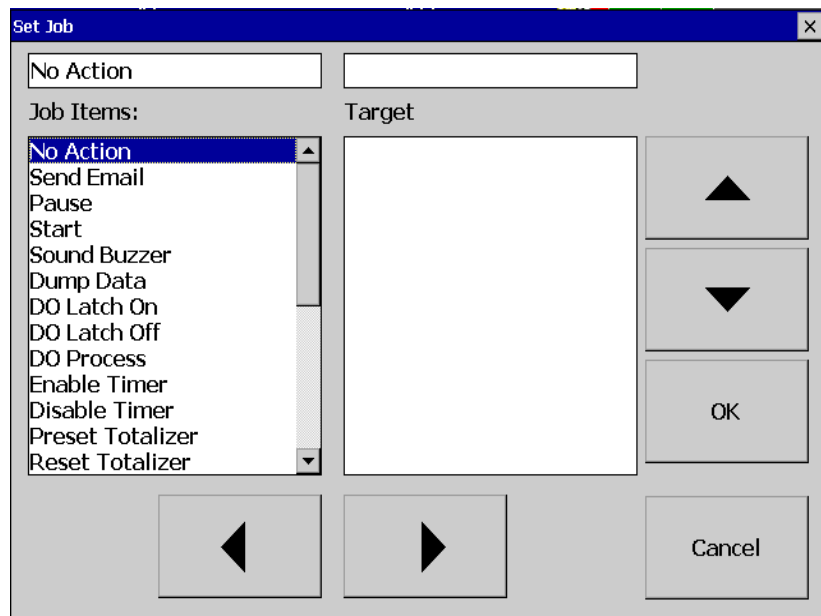 Set Job
No Action
Job Items:
Target
No Action
Send Email
Pause
Start
Sound Buzzer
Dump Data
DO Latch On
DO Latch Off
DO Process
Enable Timer
Disable Timer
Preset Totalizer
Reset Totalizer
OK
Cancel